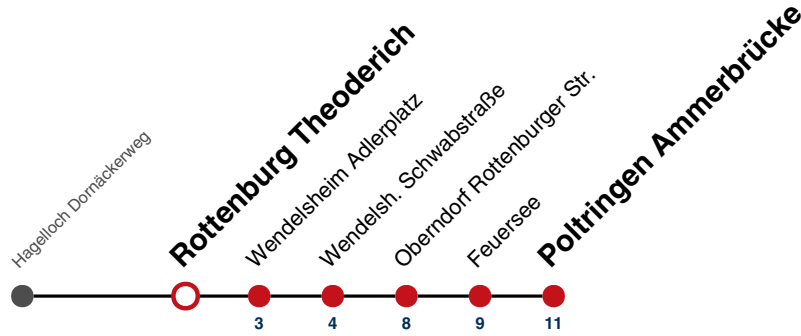 Hagelloch Dornäckerweg
Rottenburg Theoderich
Wendelsheim Adlerplatz
Wendelsh. Schwabstraße
Oberndorf Rottenburger Str.
Feuersee
Poltringen Ammerbrücke
3
4
8
9
11